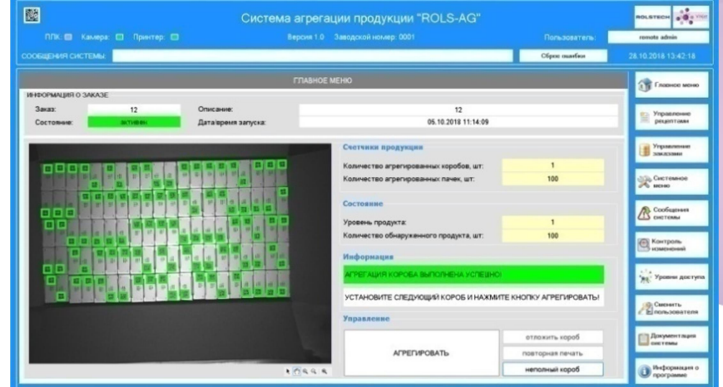 Система агрегации продукции "ROLS-AG"
ROLSTECH
ПЛК: Камера: Принтер:
Версия 1.0 Заводской номер: 0001
Пользователь:
remote admin
СООБЩЕНИЯ СИСТЕМЫ:
Сброс ошибки
28.10.2018 13:42:18
ГЛАВНОЕ МЕНЮ
ИНФОРМАЦИЯ О ЗАКАЗЕ
Заказ: 12 Описание: 12
Состояние: активен Дата/время запуска: 05.10.2018 11:14:09
Счетчики продукции
Количество агрегированных коробов, шт: 1
Количество агрегированных пачек, шт: 100
Состояние
Уровень продукта: 1
Количество обнаруженного продукта, шт: 100
Информация
АГРЕГАЦИЯ КОРОБА ВЫПОЛНЕНА УСПЕШНО!
УСТАНОВИТЕ СЛЕДУЮЩИЙ КОРОБ И НАЖМИТЕ КНОПКУ АГРЕГИРОВАТЬ!
Управление
АГРЕГИРОВАТЬ
отложить короб
повторная печать
неполный короб
Главное меню
Управление рецептами
Управление заказами
Системное меню
Сообщения системы
Контроль изменений
Уровни доступа
Сменить пользователя
Документация системы
Информация о программе